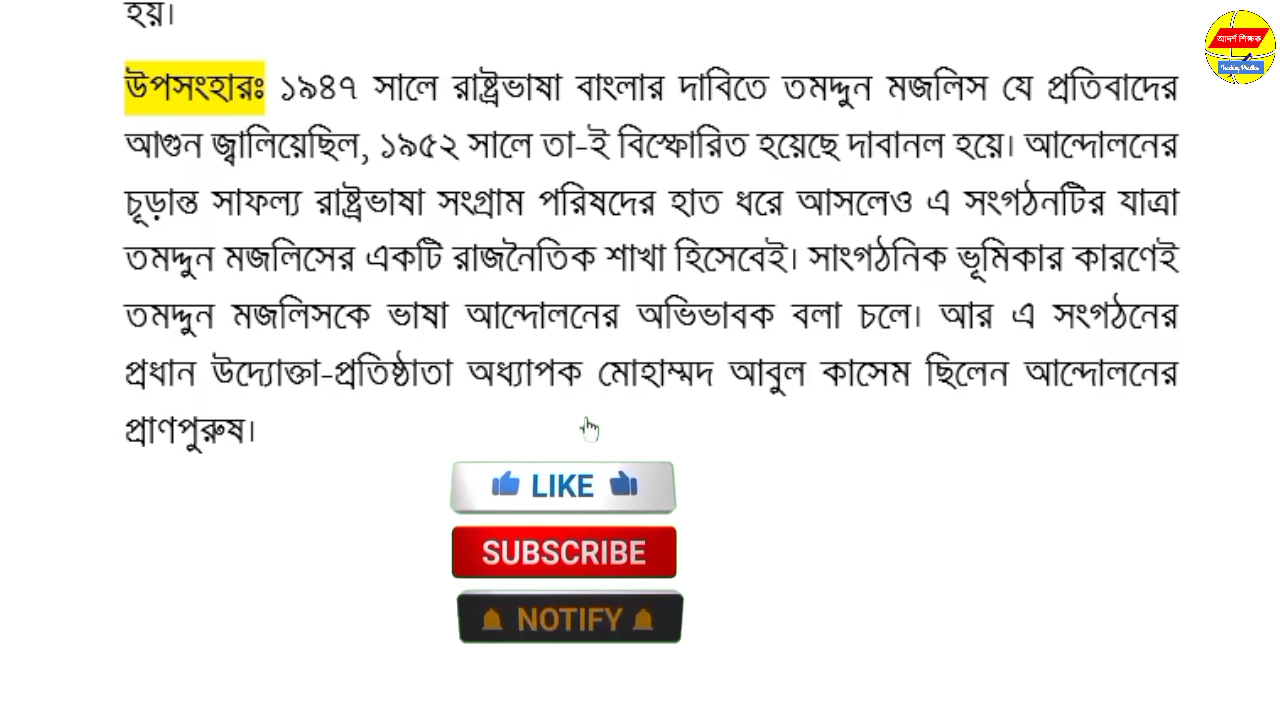 হয়।
আদর্শ শিক্ষক
উপসংহারঃ ১৯৪৭ সালে রাষ্ট্রভাষা বাংলার দাবিতে তমদ্দুন মজলিস যে প্রতিবাদের
আগুন জ্বালিয়েছিল, ১৯৫২ সালে তা-ই বিস্ফোরিত হয়েছে দাবানল হয়ে। আন্দোলনের
চূড়ান্ত সাফল্য রাষ্ট্রভাষা সংগ্রাম পরিষদের হাত ধরে আসলেও এ সংগঠনটির যাত্রা
তমদ্দুন মজলিসের একটি রাজনৈতিক শাখা হিসেবেই। সাংগঠনিক ভূমিকার কারণেই
তমদ্দুন মজলিসকে ভাষা আন্দোলনের অভিভাবক বলা চলে। আর এ সংগঠনের
প্রধান উদ্যোক্তা-প্রতিষ্ঠাতা অধ্যাপক মোহাম্মদ আবুল কাসেম ছিলেন আন্দোলনের
প্রাণপুরুষ।
LIKE
SUBSCRIBE
NOTIFY